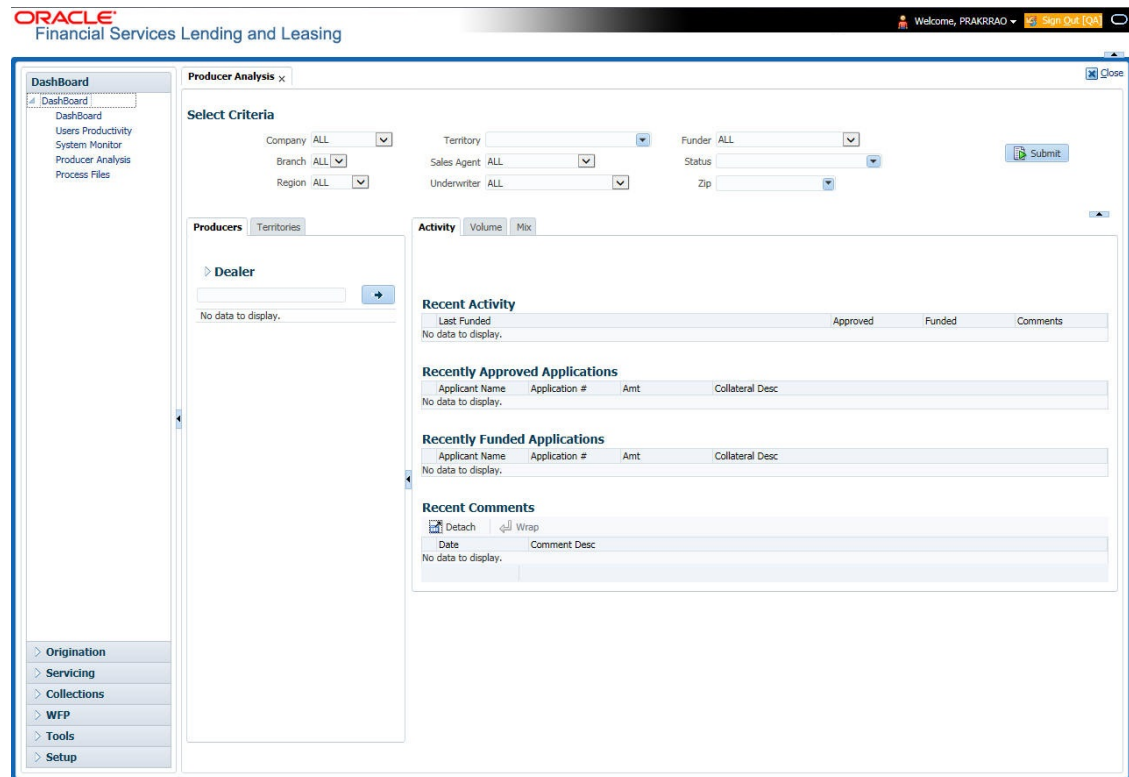 ORACLE
Financial Services Lending and Leasing
Welcome, PRAKRRAO
Sign Out [QA]
DashBoard
DashBoard
DashBoard
Users Productivity
System Monitor
Producer Analysis
Process Files
Origination
Servicing
Collections
WFP
Tools
Setup
Producer Analysis
Close
Select Criteria
Company ALL
Territory
Funder ALL
Submit
Branch ALL
Sales Agent ALL
Status
Region ALL
Underwriter ALL
Zip
Producers Territories
Dealer
No data to display.
Activity Volume Mix
Recent Activity
Last Funded Approved Funded Comments
No data to display.
Recently Approved Applications
Applicant Name Application # Amt Collateral Desc
No data to display.
Recently Funded Applications
Applicant Name Application # Amt Collateral Desc
No data to display.
Recent Comments
Detach Wrap
Date Comment Desc
No data to display.